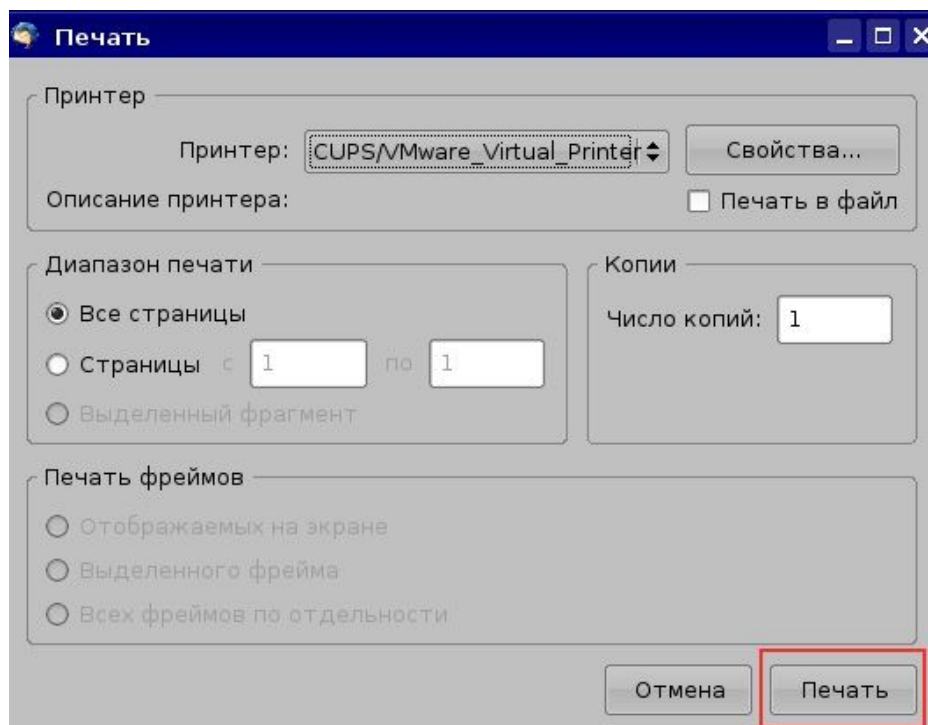 Печать
Принтер
Принтер: CUPS/VMware_Virtual_Printer Свойства...
Описание принтера: Печать в файл
Диапазон печати
Все страницы
Страницы с 1 по 1
Выделенный фрагмент
Копии
Число копий: 1
Печать фреймов
Отображаемых на экране
Выделенного фрейма
Всех фреймов по отдельности
Отмена Печать